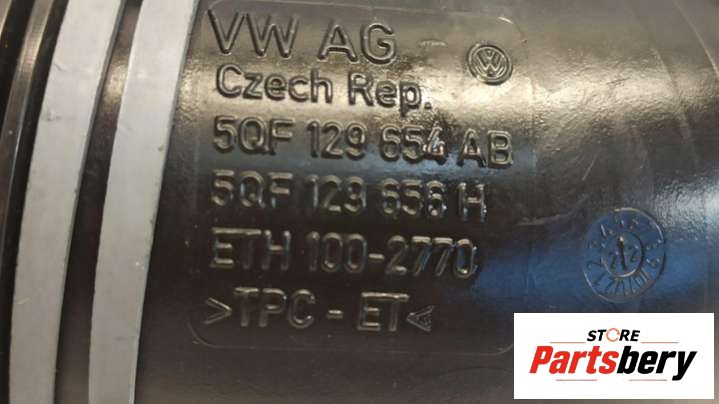 VW AG -
Czech Rep.
5QF 129 654 AB
5QF 129 656 H
ETH 100-2770
>TPC - ET<
STORE
Partsbery